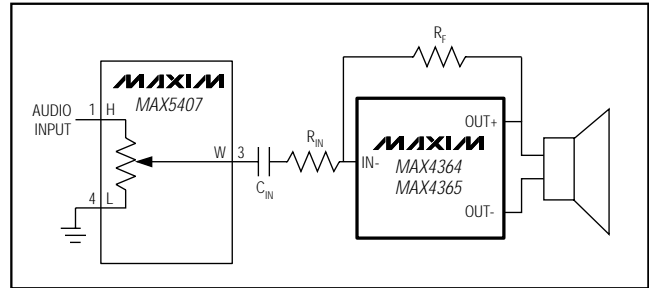 R_F
MAXIM
MAX5407
AUDIO INPUT
1 H
W 3
4 L
C_IN
R_IN
MAXIM
MAX4364
MAX4365
IN-
OUT+
OUT-